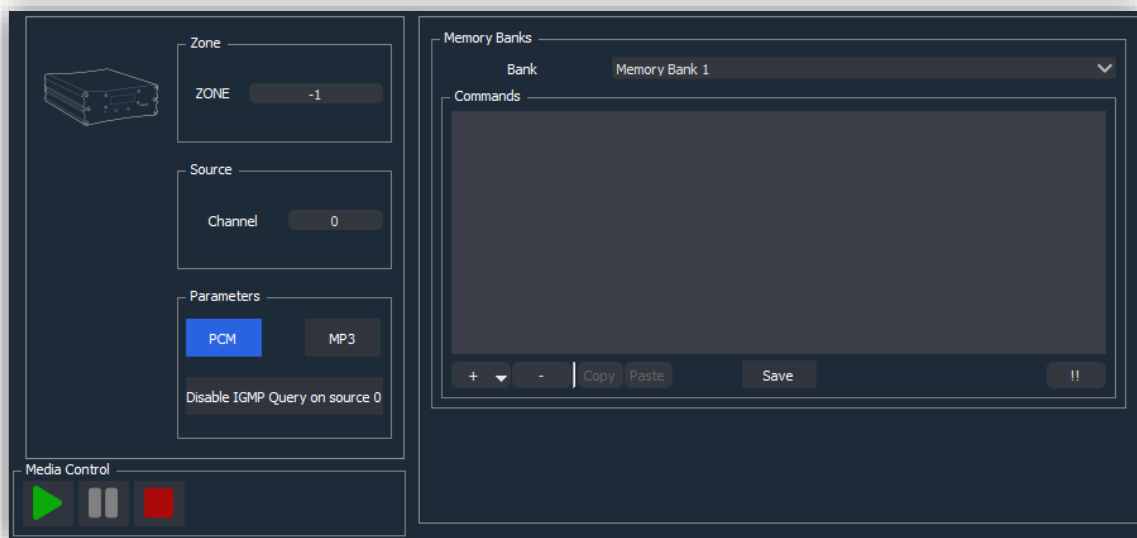 Zone
ZONE -1
Source
Channel 0
Parameters
PCM MP3
Disable IGMP Query on source 0
Media Control
Memory Banks
Bank Memory Bank 1
Commands
+ - Copy Paste Save !!